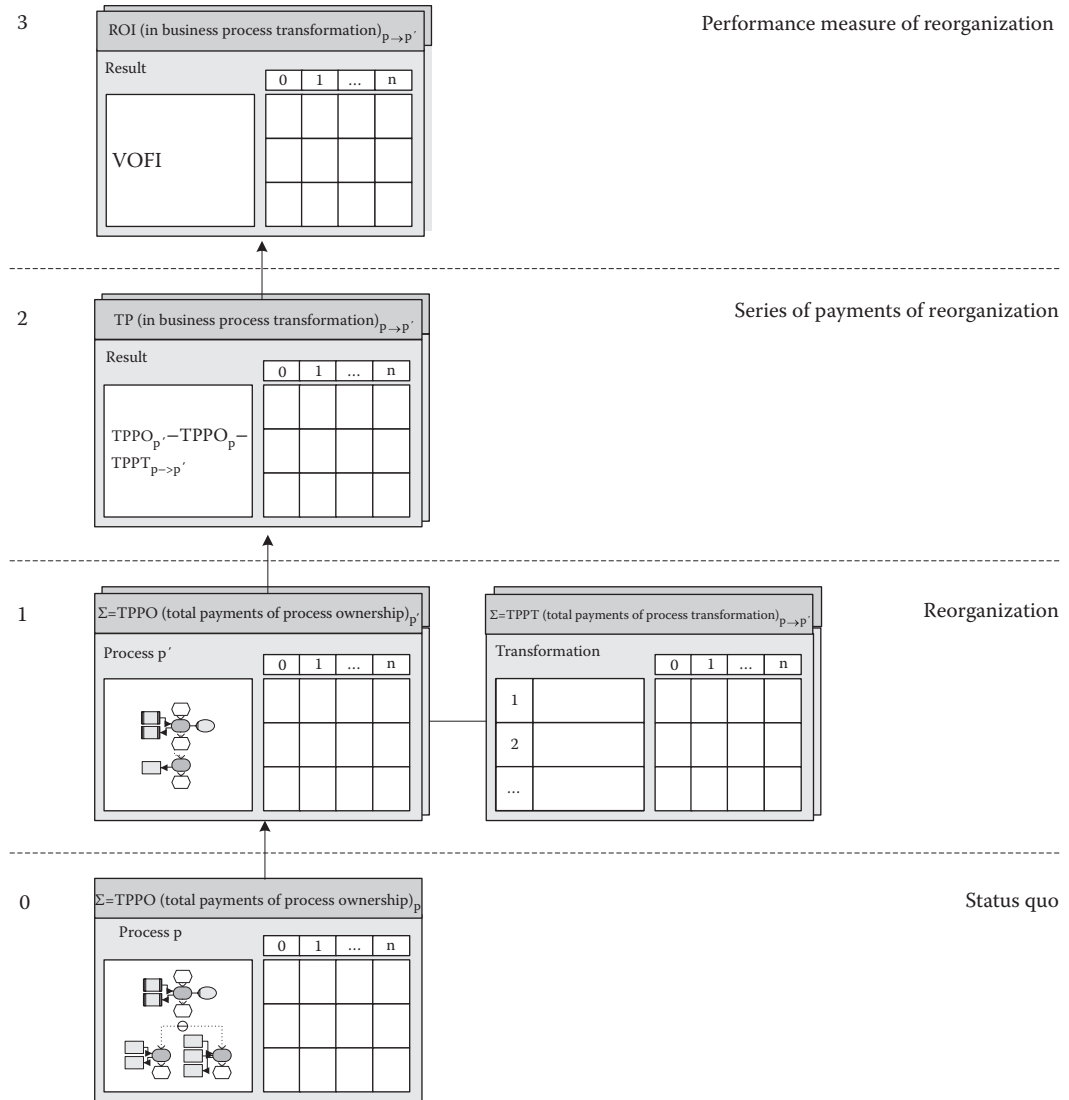 3
Performance measure of reorganization
ROI (in business process transformation)p→p′
Result
0 1 ... n
VOFI
2
Series of payments of reorganization
TP (in business process transformation)p→p′
Result
0 1 ... n
TPPOp′−TPPOp−
TPPTp−>p′
1
Reorganization
Σ=TPPO (total payments of process ownership)p′
Process p′
0 1 ... n
Σ=TPPT (total payments of process transformation)p→p′
Transformation
0 1 ... n
1
2
...
0
Status quo
Σ=TPPO (total payments of process ownership)p
Process p
0 1 ... n